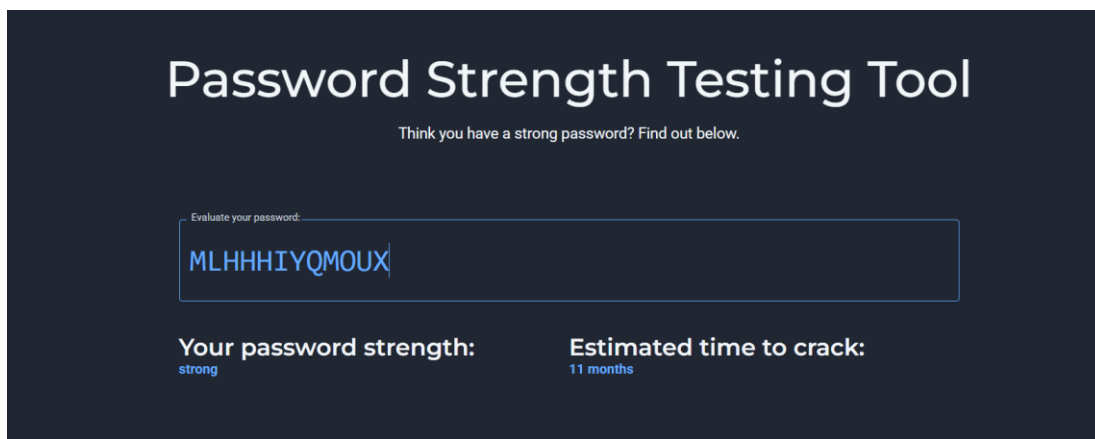 Password Strength Testing Tool
Think you have a strong password? Find out below.
Evaluate your password:
MLHHHIYQMOUX
Your password strength:
strong
Estimated time to crack:
11 months